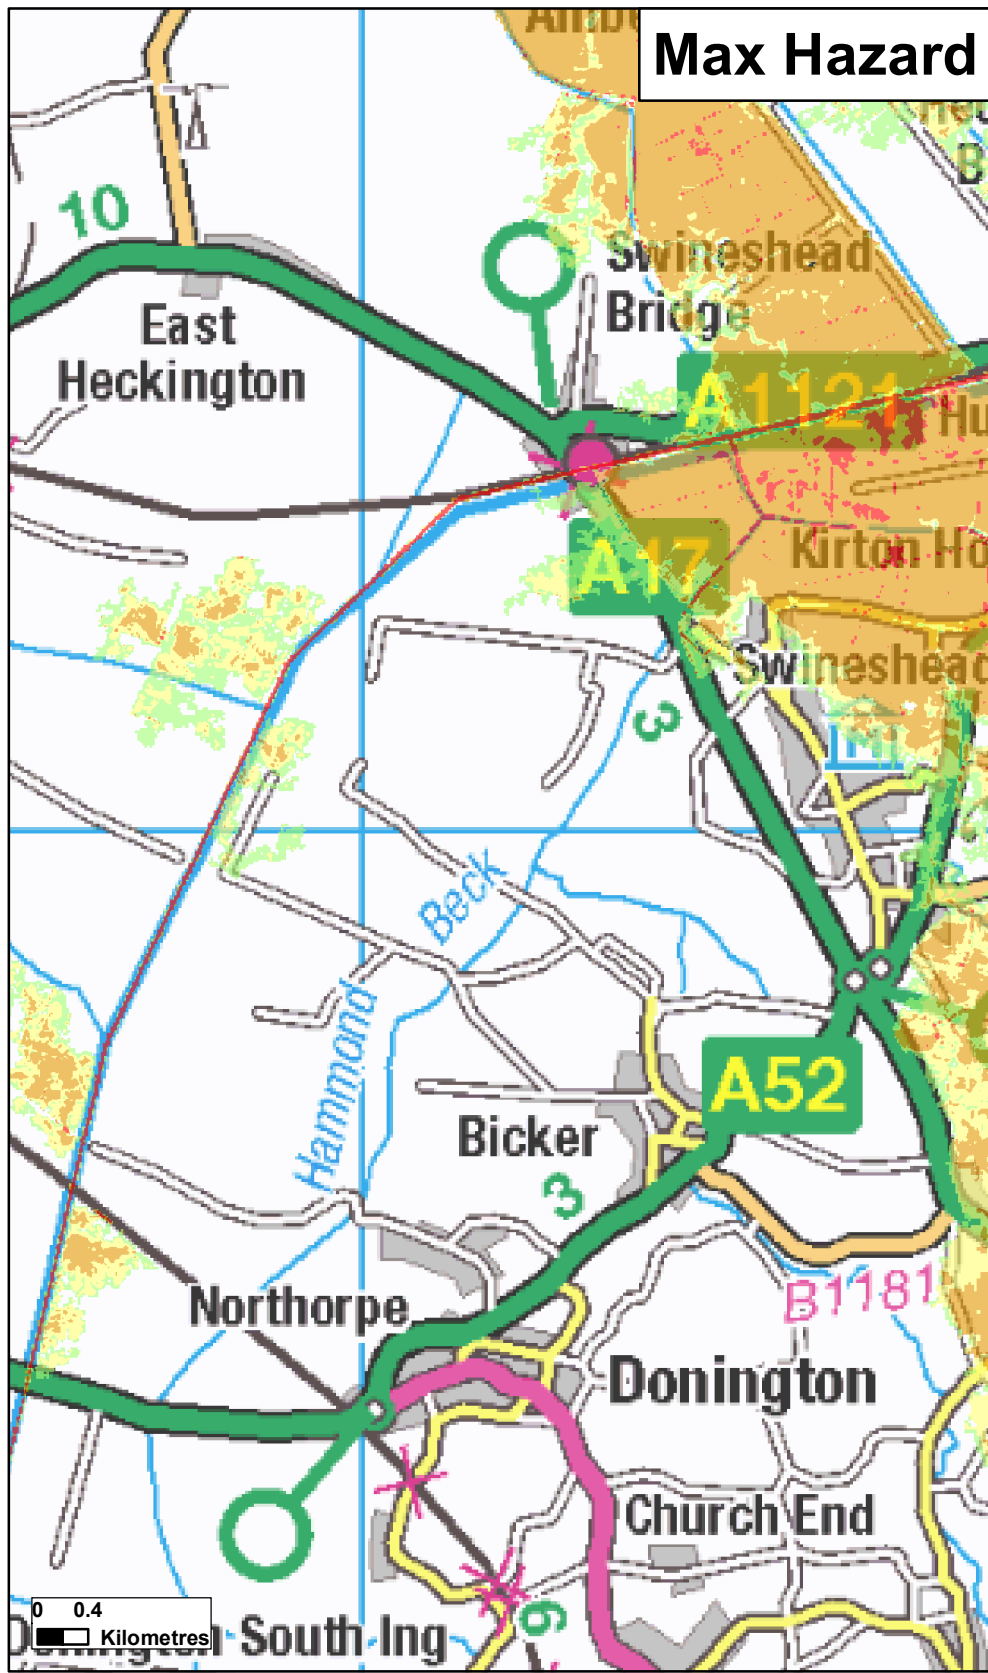 Max Hazard
10
Swineshead
Bridge
East
Heckington
A1121
A17
Kirton Ho
Swineshead
3
Beck
Hammond
A52
Bicker
3
B1181
Northorpe
Donington
Church End
0 0.4
Kilometres
South Ing
6